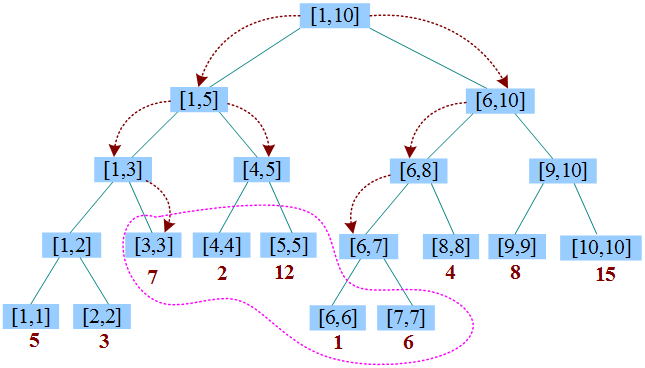 [1,10]
[1,5] [6,10]
[1,3] [4,5] [6,8] [9,10]
[1,2] [3,3] [4,4] [5,5] [6,7] [8,8] [9,9] [10,10]
7 2 12 4 8 15
[1,1] [2,2] [6,6] [7,7]
5 3 1 6